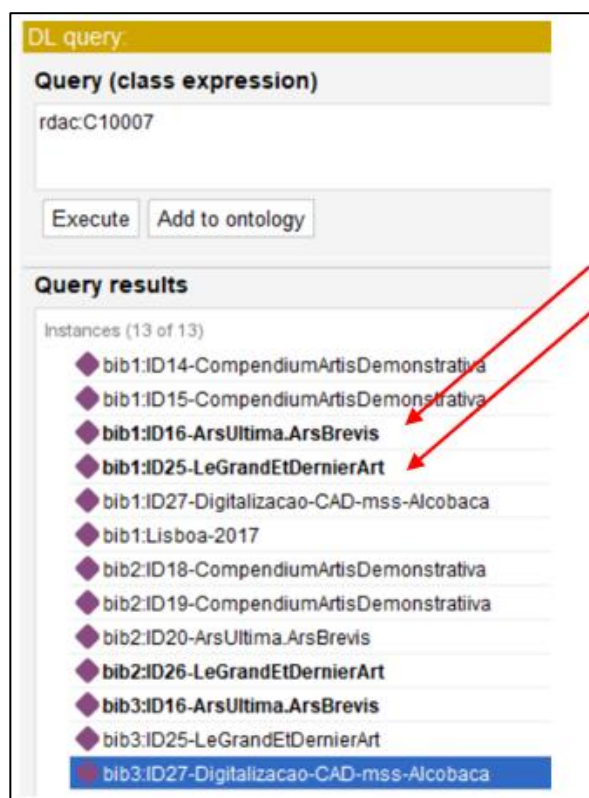 DL query:
Query (class expression)
rdac:C10007
Execute Add to ontology
Query results
Instances (13 of 13)
bib1:ID14-CompendiumArtisDemonstrativa
bib1:ID15-CompendiumArtisDemonstrativa
bib1:ID16-ArsUltima.ArsBrevis
bib1:ID25-LeGrandEtDernierArt
bib1:ID27-Digitalizacao-CAD-mss-Alcobaca
bib1:Lisboa-2017
bib2:ID18-CompendiumArtisDemonstrativa
bib2:ID19-CompendiumArtisDemonstratiiva
bib2:ID20-ArsUltima.ArsBrevis
bib2:ID26-LeGrandEtDernierArt
bib3:ID16-ArsUltima.ArsBrevis
bib3:ID25-LeGrandEtDernierArt
bib3:ID27-Digitalizacao-CAD-mss-Alcobaca